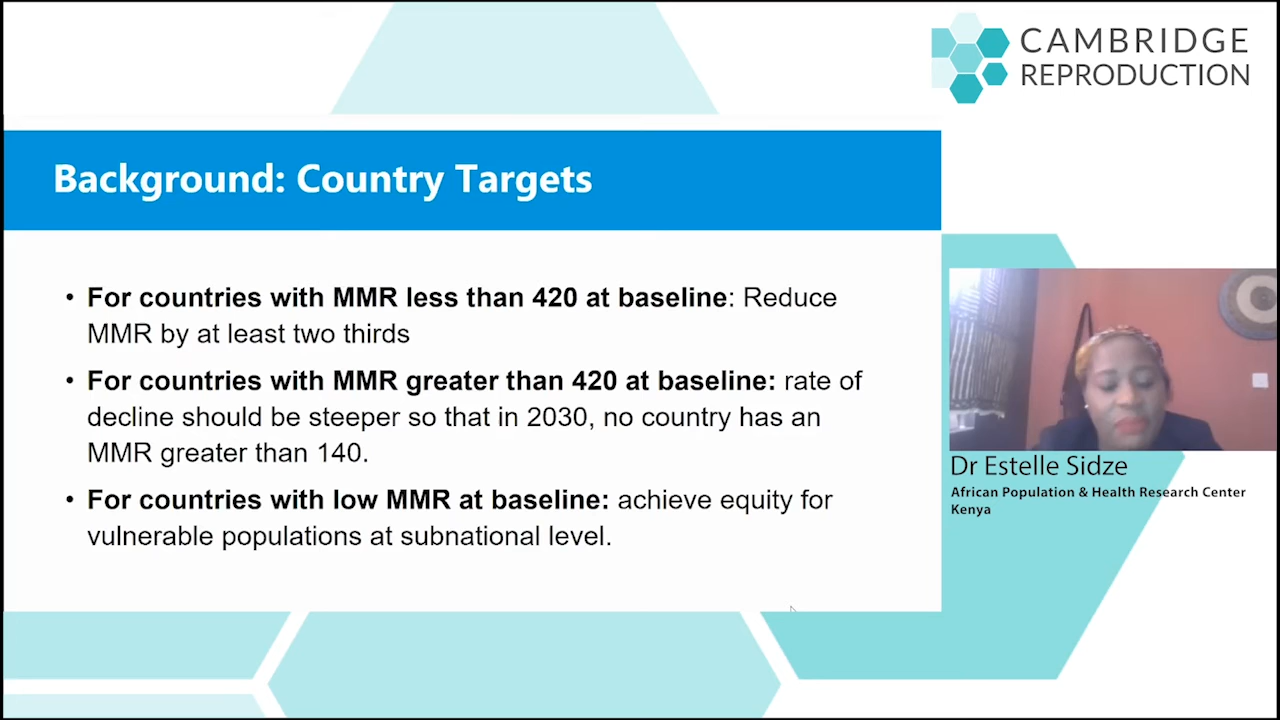 CAMBRIDGE
REPRODUCTION
Background: Country Targets
• For countries with MMR less than 420 at baseline: Reduce
MMR by at least two thirds
• For countries with MMR greater than 420 at baseline: rate of
decline should be steeper so that in 2030, no country has an
MMR greater than 140.
• For countries with low MMR at baseline: achieve equity for
vulnerable populations at subnational level.
Dr Estelle Sidze
African Population & Health Research Center
Kenya